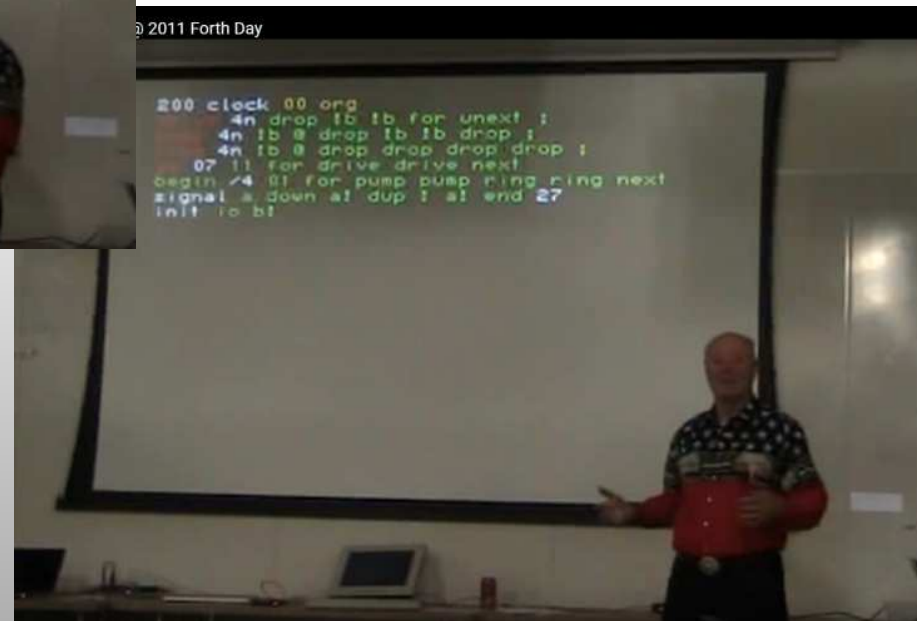 @ 2011 Forth Day
200 clock 00 org
4n drop !b !b for unext ;
4n !b @ drop !b !b drop ;
4n !b @ drop drop drop drop ;
07 11 for drive drive next
begin /4 01 for pump pump ring ring next
signal a down a! dup ! a! end 27
init io b!